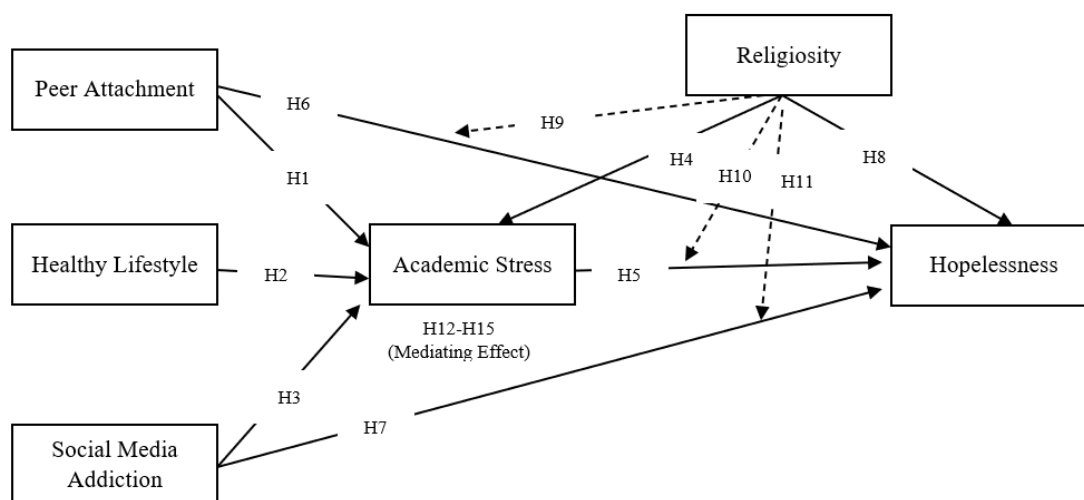 Religiosity
Peer Attachment
H6
H9
H4
H8
H10
H11
H1
Healthy Lifestyle
H2
Academic Stress
H5
Hopelessness
H12-H15
(Mediating Effect)
H3
H7
Social Media
Addiction